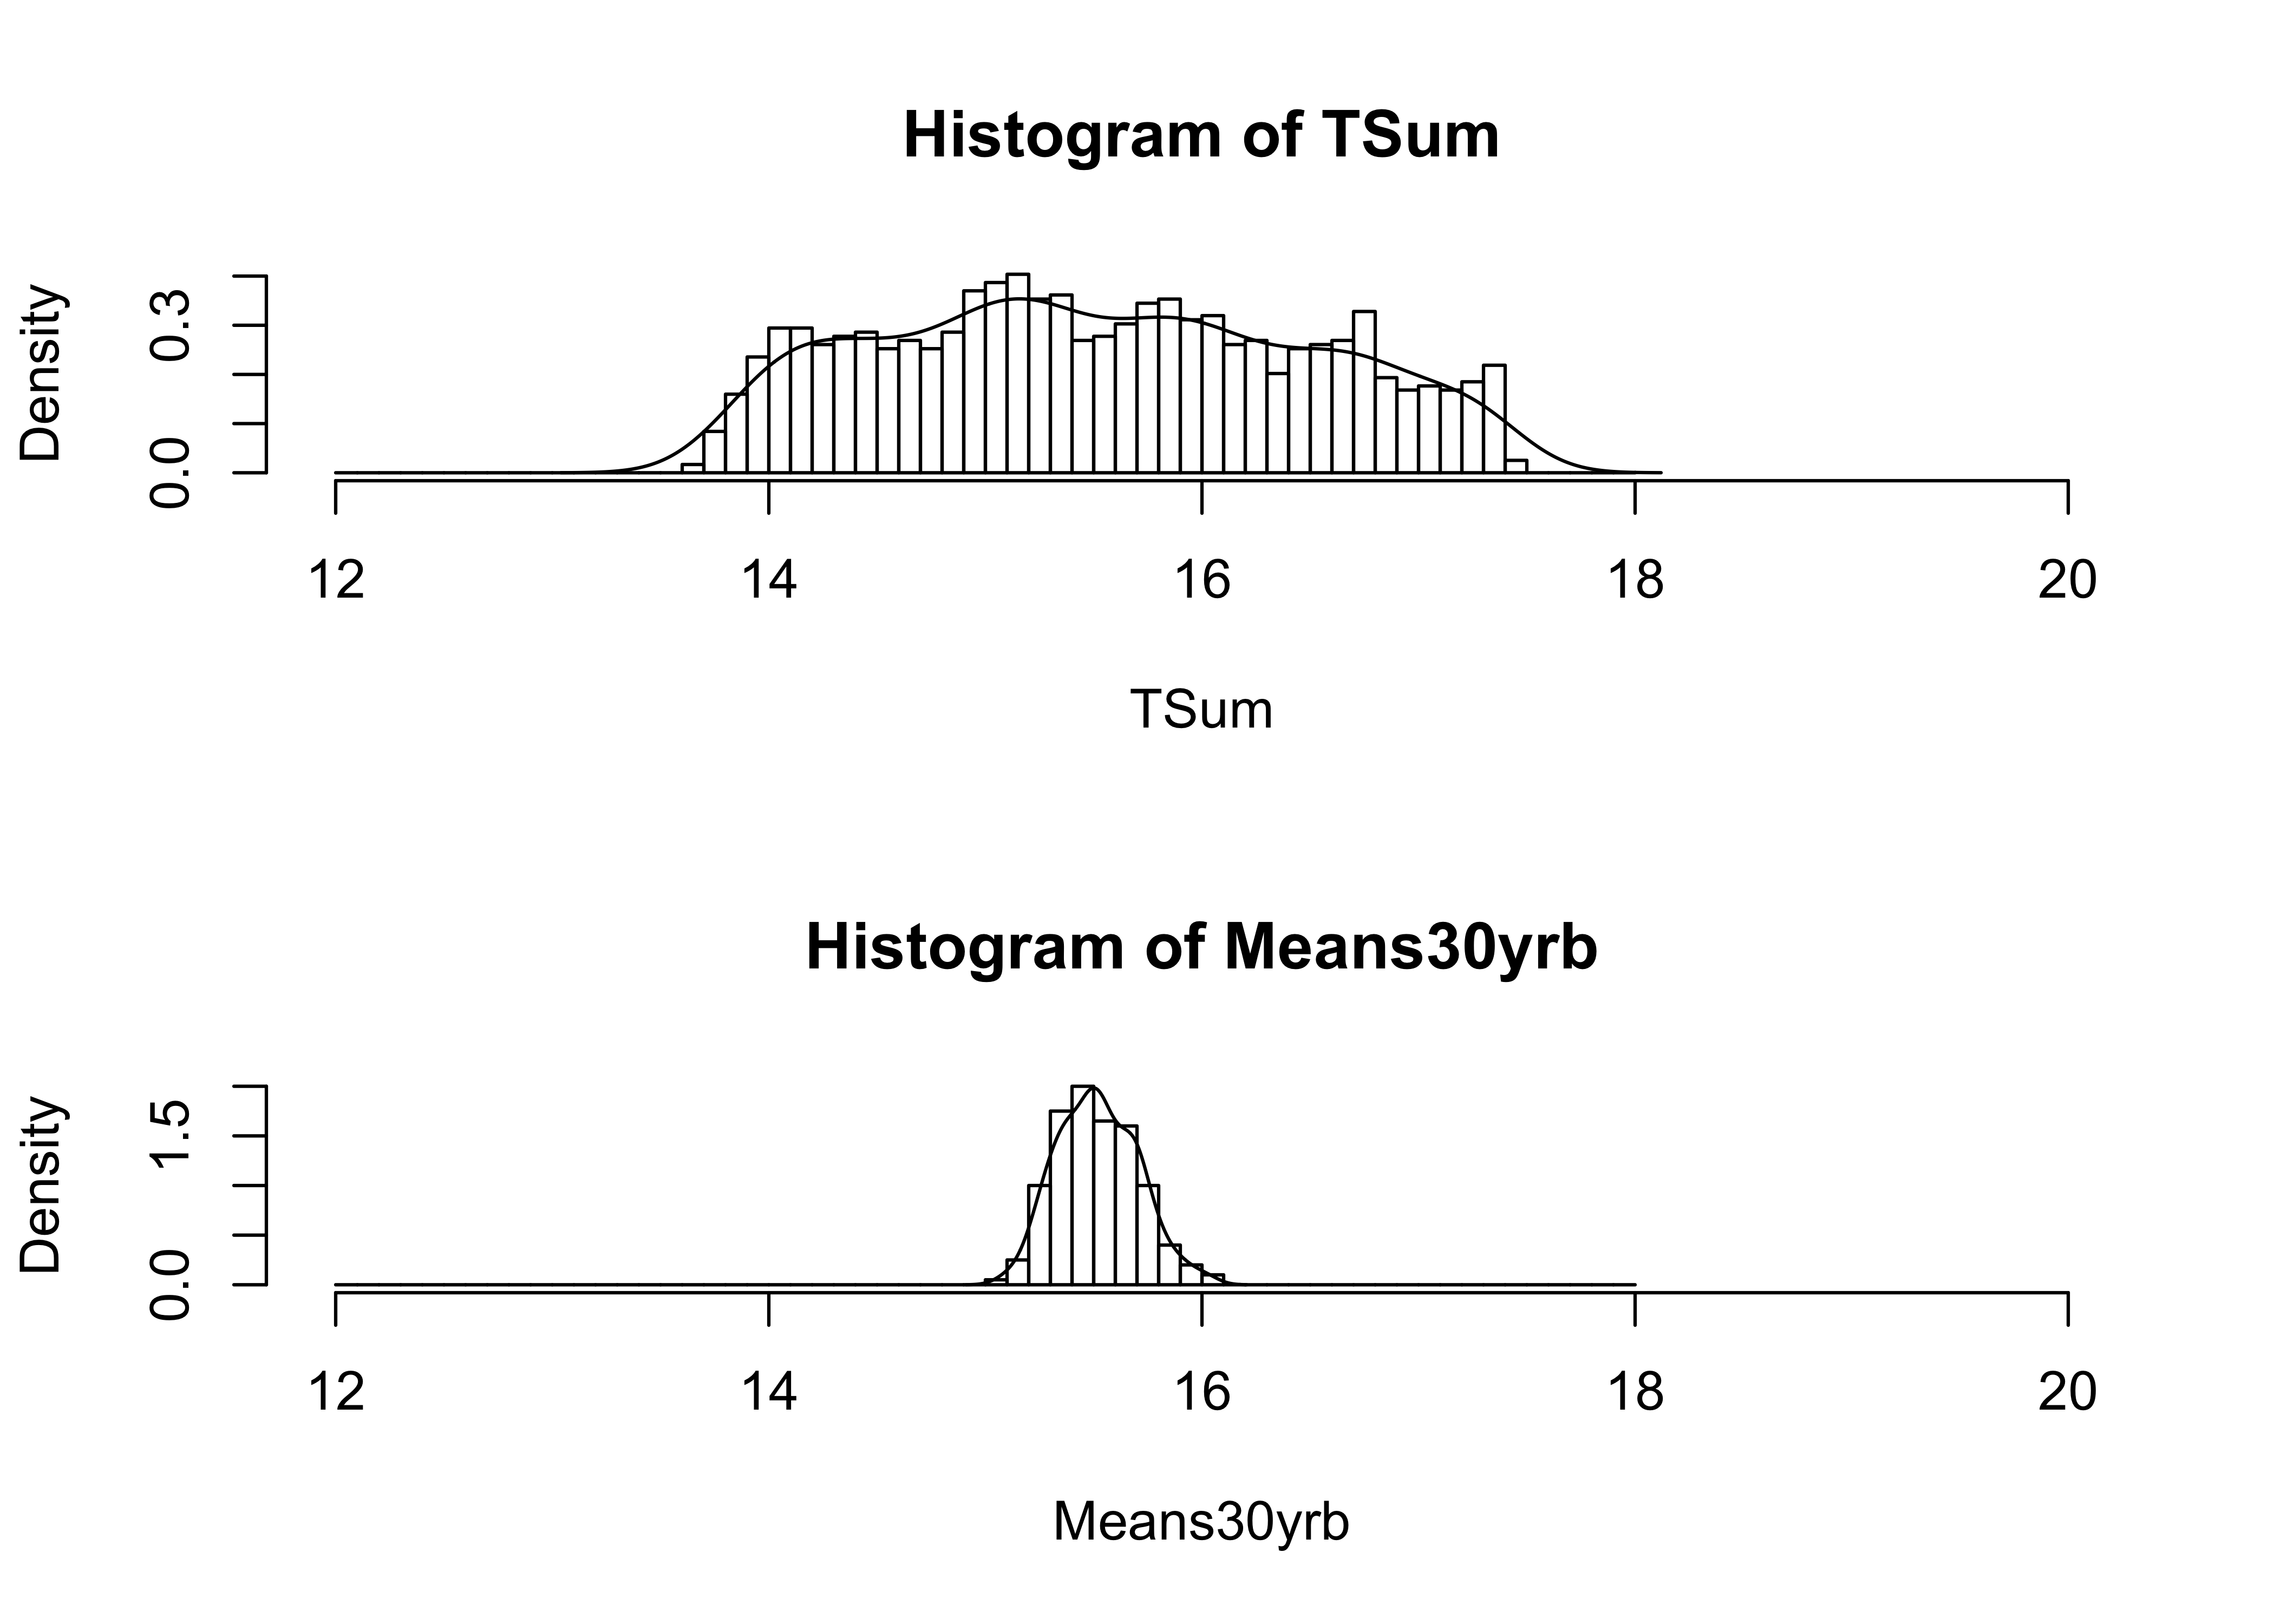 Histogram of TSum
Density
0.0 0.3
12 14 16 18 20
TSum
Histogram of Means30yrb
Density
0.0 1.5
12 14 16 18 20
Means30yrb